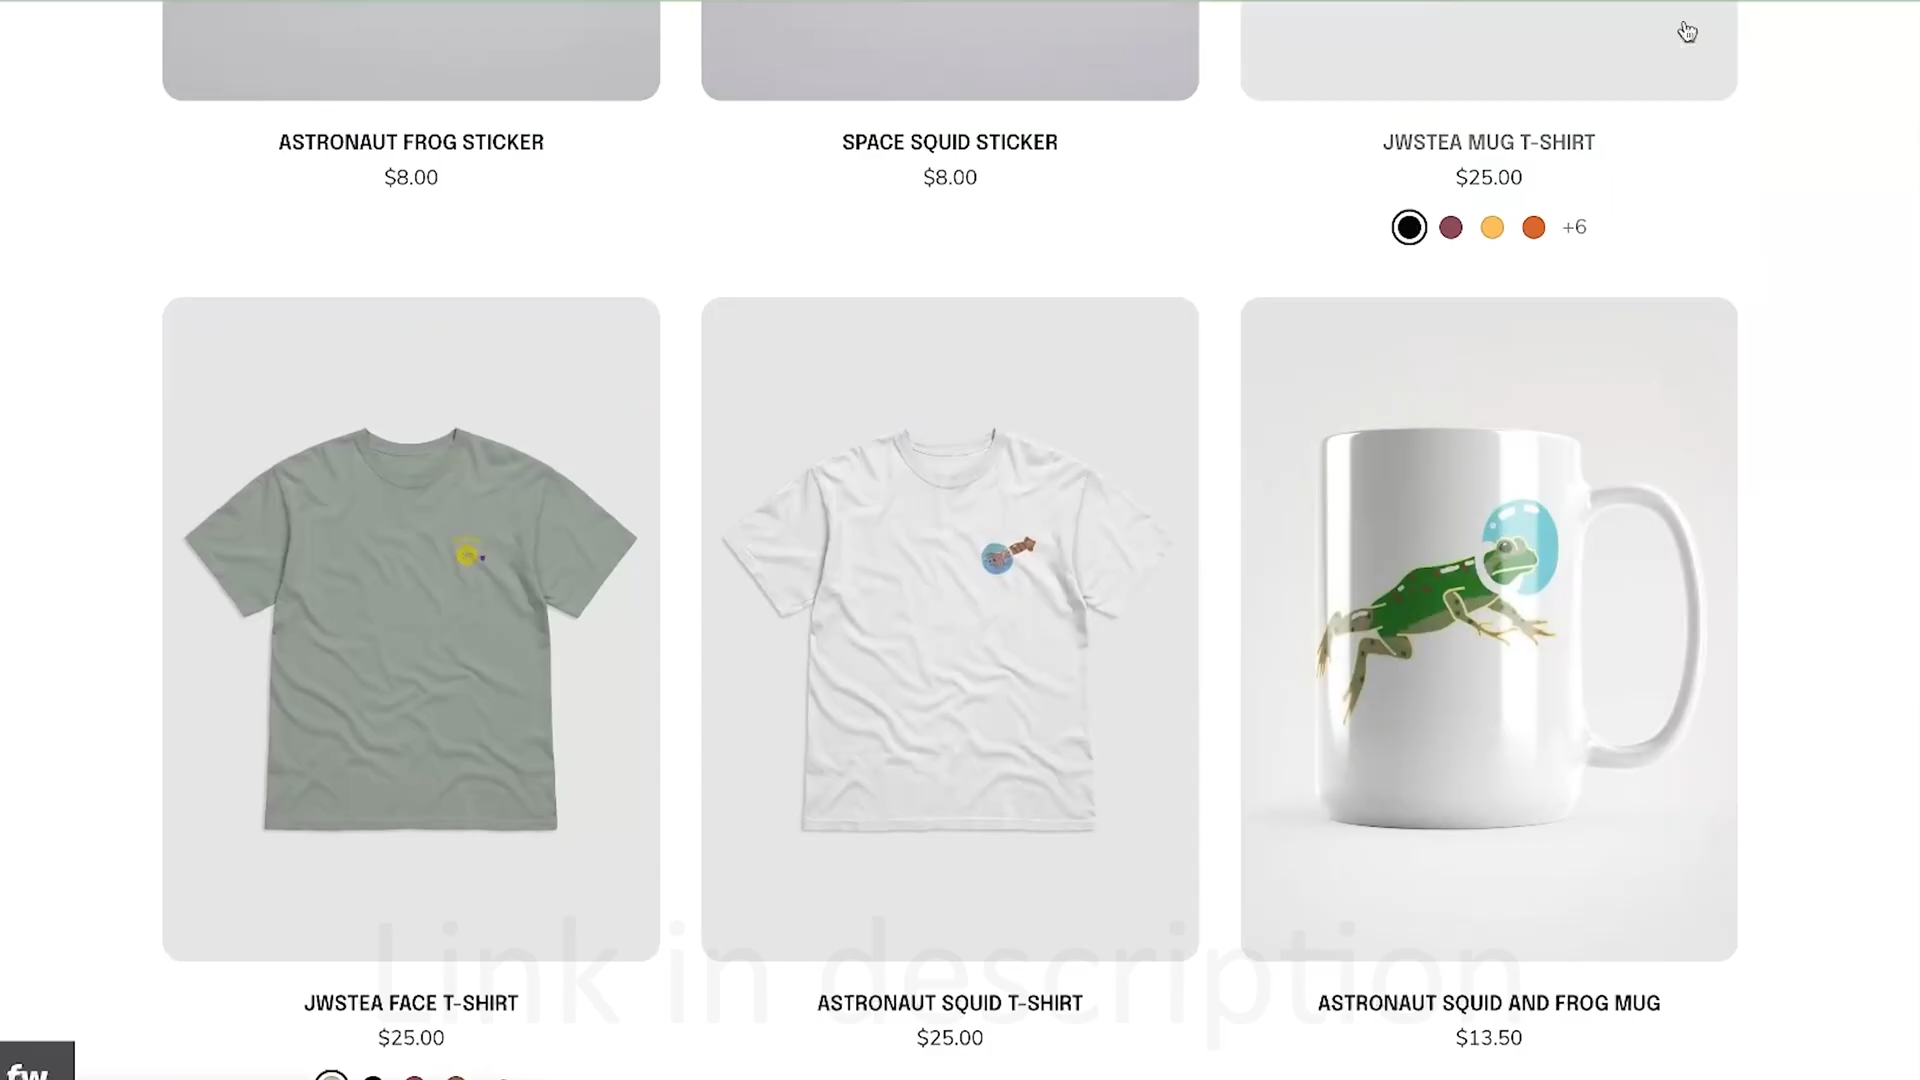 ASTRONAUT FROG STICKER
$8.00
SPACE SQUID STICKER
$8.00
JWSTEA MUG T-SHIRT
$25.00
+6
JWSTEA FACE T-SHIRT
$25.00
ASTRONAUT SQUID T-SHIRT
$25.00
ASTRONAUT SQUID AND FROG MUG
$13.50
Link in description
fw